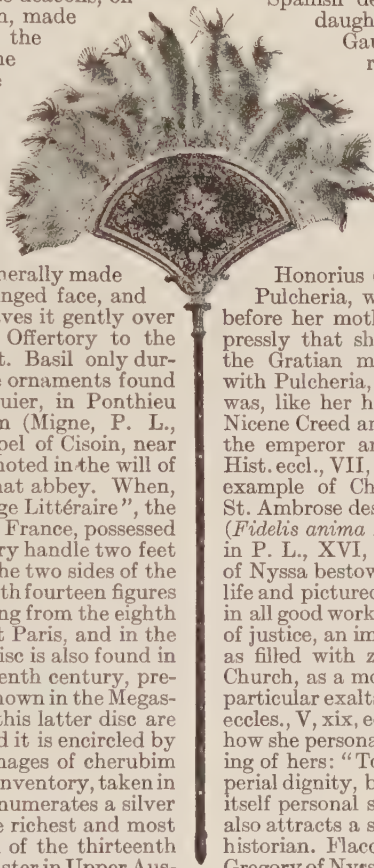 deacons, on
n, made
the
ne
e
nerally made
nged face, and
ves it gently over
Offertory to the
t. Basil only dur-
e ornaments found
quier, in Ponthieu
n (Migne, P. L.,
pel of Cisoin, near
noted in the will of
hat abbey. When,
ge Littéraire", the
France, possessed
ry handle two feet
he two sides of the
th fourteen figures
ng from the eighth
t Paris, and in the
isc is also found in
enth century, pre-
nown in the Megas-
this latter disc are
d it is encircled by
nages of cherubim
inventory, taken in
numerates a silver
e richest and most
of the thirteenth
ster in Upper Aus-
Spanish de
daugh
Gau
r
Honorius
Pulcheria, w
before her moth
pressly that sh
the Gratian m
with Pulcheria,
was, like her h
Nicene Creed an
the emperor an
Hist. eccl., VII,
example of Ch
St. Ambrose des
(Fidelis anima
in P. L., XVI,
of Nyssa bestow
life and pictured
in all good work
of justice, an im
as filled with z
Church, as a mo
particular exalta
eccles., V, xix, e
how she persona
ing of hers: "To
perial dignity, b
itself personal s
also attracts a s
historian. Flacc
Gregory of Nyss